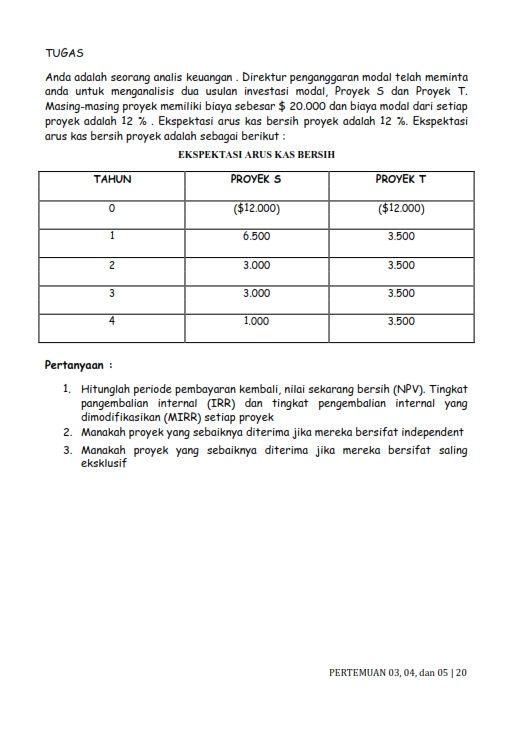 TUGAS
Anda adalah seorang analis keuangan . Direktur penganggaran modal telah meminta
anda untuk menganalisis dua usulan investasi modal, Proyek S dan Proyek T.
Masing-masing proyek memiliki biaya sebesar $ 20.000 dan biaya modal dari setiap
proyek adalah 12 % . Ekspektasi arus kas bersih proyek adalah 12 %. Ekspektasi
arus kas bersih proyek adalah sebagai berikut :
EKSPEKTASI ARUS KAS BERSIH
TAHUN PROYEK S PROYEK T
0 ($12.000) ($12.000)
1 6.500 3.500
2 3.000 3.500
3 3.000 3.500
4 1.000 3.500
Pertanyaan :
1. Hitunglah periode pembayaran kembali, nilai sekarang bersih (NPV). Tingkat
pangembalian internal (IRR) dan tingkat pengembalian internal yang
dimodifikasikan (MIRR) setiap proyek
2. Manakah proyek yang sebaiknya diterima jika mereka bersifat independent
3. Manakah proyek yang sebaiknya diterima jika mereka bersifat saling
eksklusif
PERTEMUAN 03, 04, dan 05 | 20